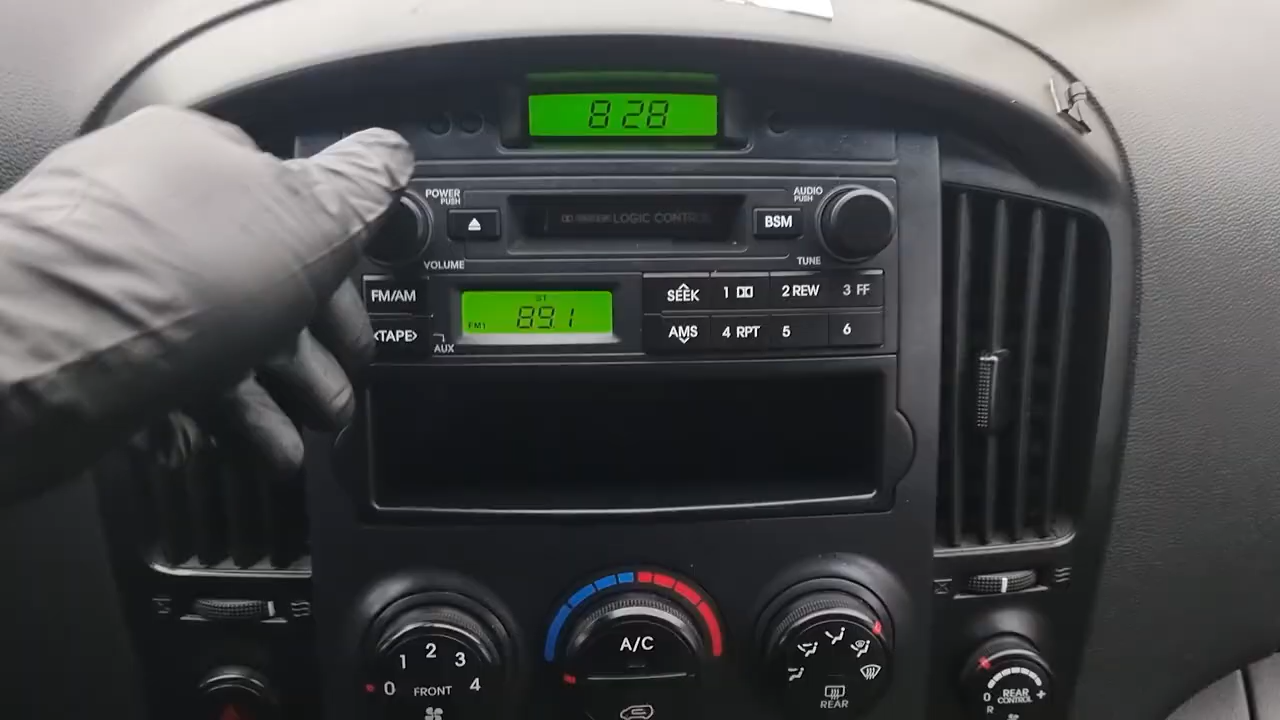 8 28
POWER
PUSH
LOGIC CONTROL
BSM
AUDIO
PUSH
VOLUME
TUNE
FM/AM
ST
FM1
89.1
SEEK
1
2 REW
3 FF
<TAPE>
AUX
AMS
4 RPT
5
6
0
1
2
3
4
FRONT
A/C
REAR
0
REAR
CONTROL
+
R